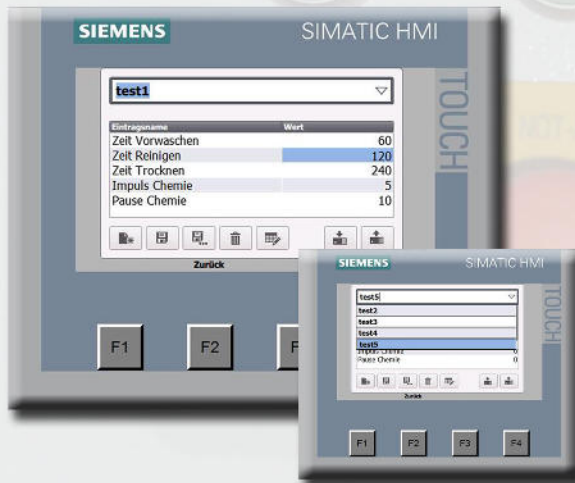 SIEMENS
SIMATIC HMI
TOUCH
test1
Eintragsname Wert
Zeit Vorwaschen 60
Zeit Reinigen 120
Zeit Trocknen 240
Impuls Chemie 5
Pause Chemie 10
Zurück
F1
F2
F
SIEMENS
SIMATIC HMI
TOUCH
test5
test2
test3
test4
test5
Impuls Chemie 0
Pause Chemie 0
Zurück
F1
F2
F3
F4